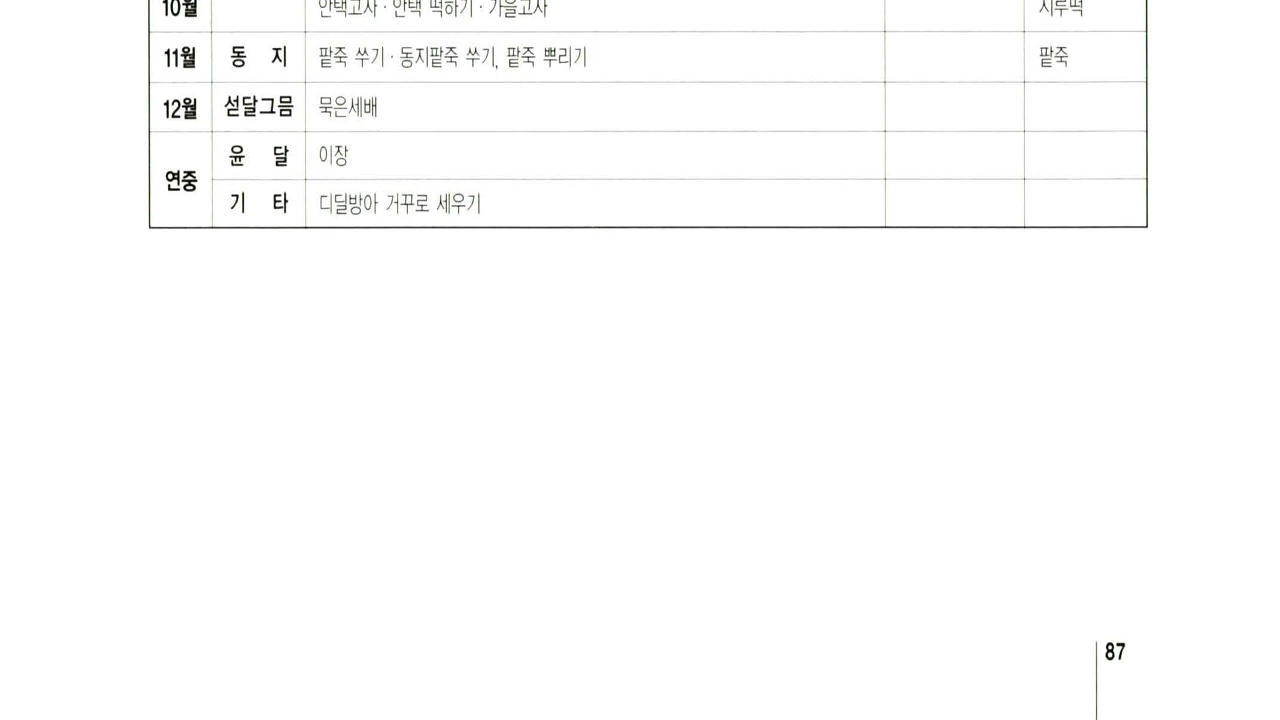 10월 안택고사 · 안택 떡하기 · 가을고사 시루떡
11월 동 지 팥죽 쑤기 · 동지팥죽 쑤기, 팥죽 뿌리기 팥죽
12월 섣달그믐 묵은세배
연중 윤 달 이장
기 타 디딜방아 거꾸로 세우기
87